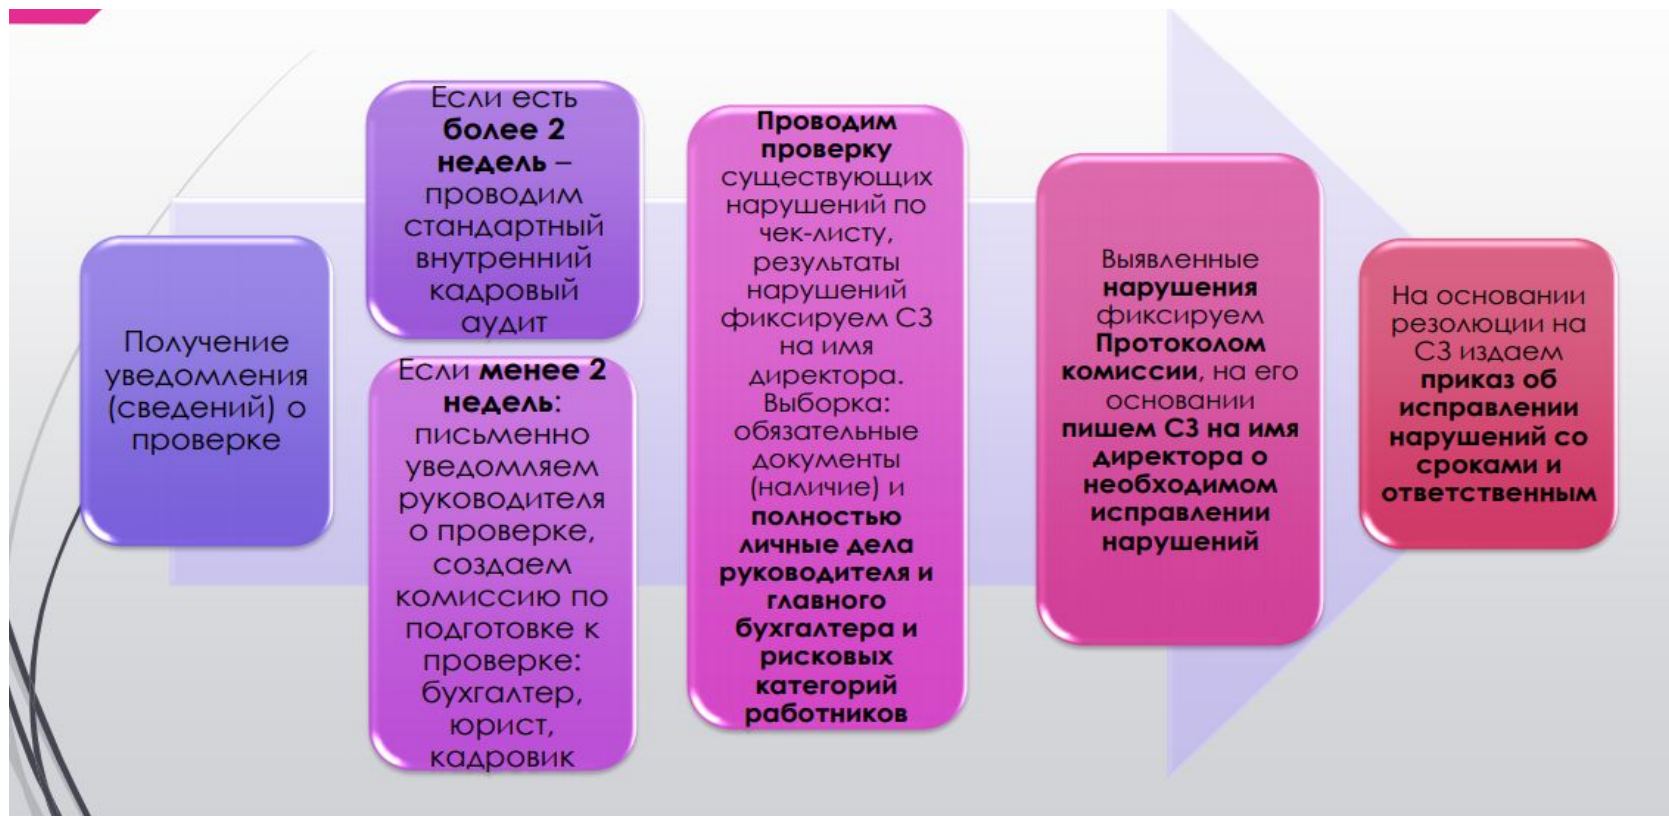 Получение
уведомления
(сведений) о
проверке
Если есть
более 2
недель –
проводим
стандартный
внутренний
кадровый
аудит
Если менее 2
недель:
письменно
уведомляем
руководителя
о проверке,
создаем
комиссию по
подготовке к
проверке:
бухгалтер,
юрист,
кадровик
Проводим
проверку
существующих
нарушений по
чек-листу,
результаты
нарушений
фиксируем СЗ
на имя
директора.
Выборка:
обязательные
документы
(наличие) и
полностью
личные дела
руководителя и
главного
бухгалтера и
рисковых
категорий
работников
Выявленные
нарушения
фиксируем
Протоколом
комиссии, на его
основании
пишем СЗ на имя
директора о
необходимом
исправлении
нарушений
На основании
резолюции на
СЗ издаем
приказ об
исправлении
нарушений со
сроками и
ответственным